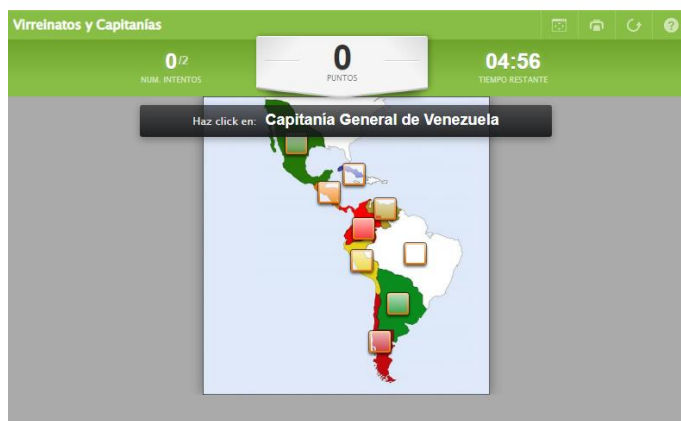 Virreinatos y Capitanías
0/2
NUM. INTENTOS
0
PUNTOS
04:56
TIEMPO RESTANTE
Haz click en: Capitanía General de Venezuela